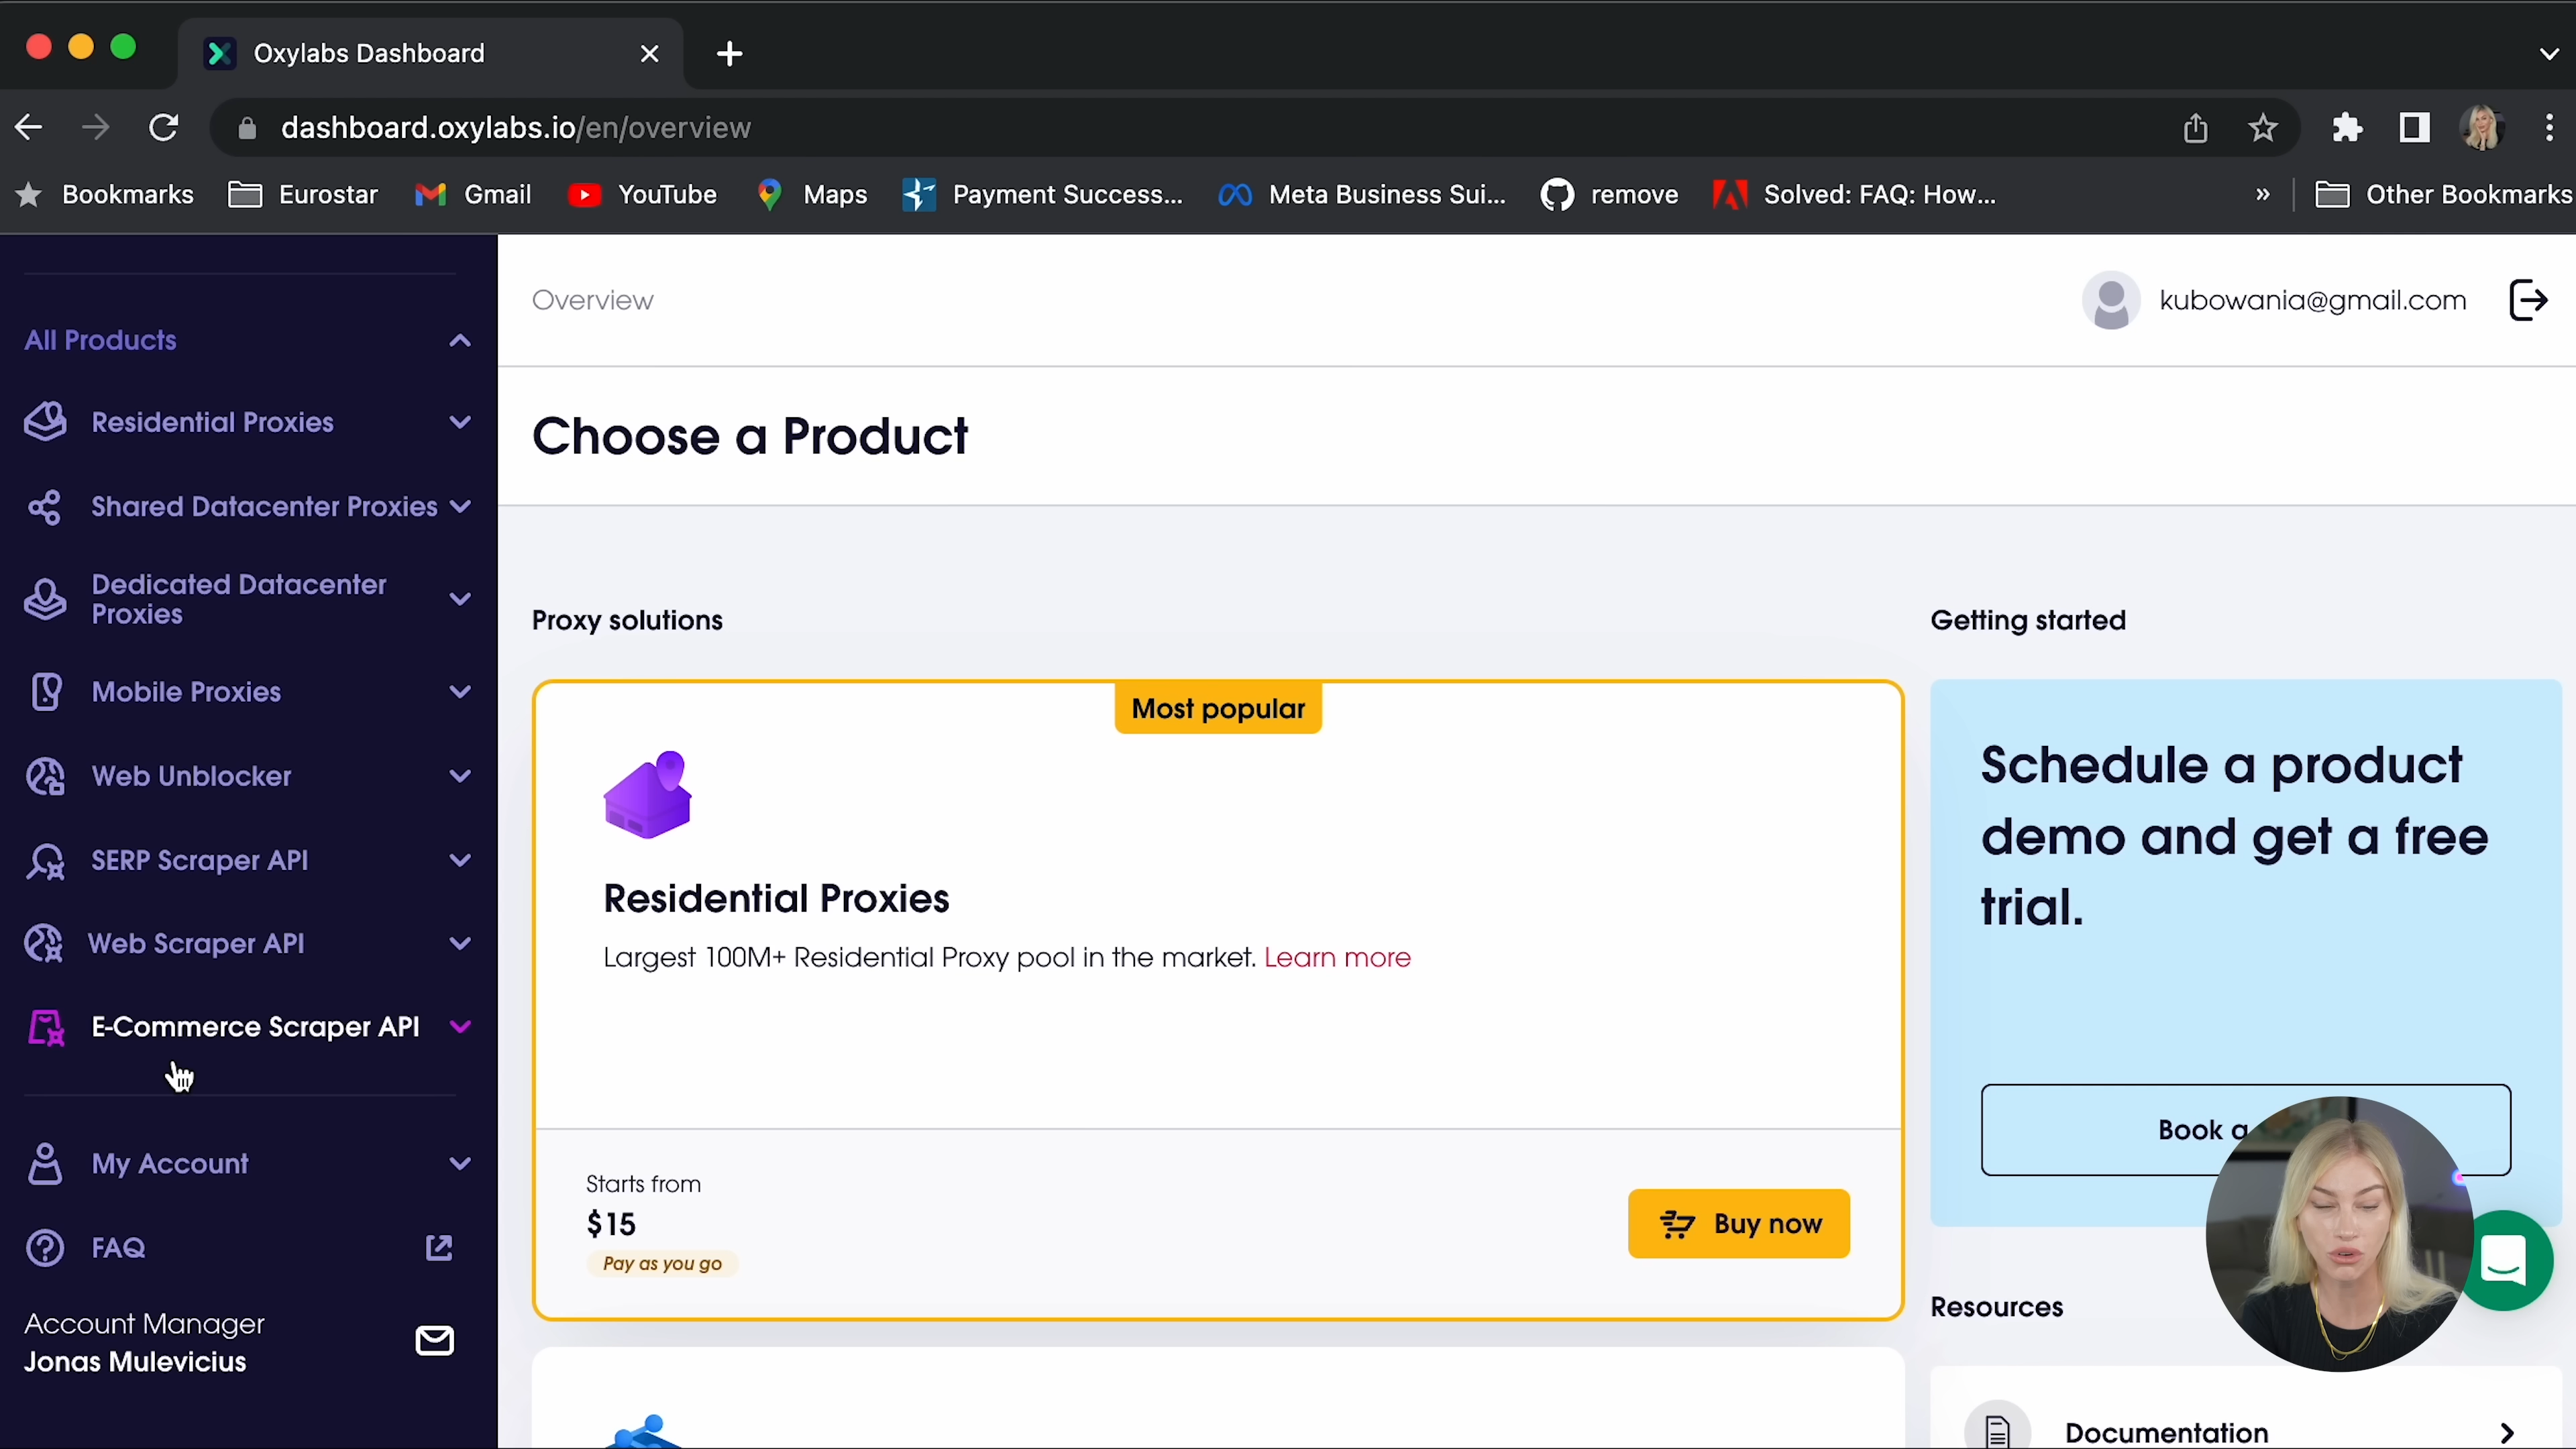 Oxylabs Dashboard
dashboard.oxylabs.io/en/overview
Bookmarks
Eurostar
Gmail
YouTube
Maps
Payment Success...
Meta Business Sui...
remove
Solved: FAQ: How...
»
Other Bookmarks
All Products
Residential Proxies
Shared Datacenter Proxies
Dedicated Datacenter
Proxies
Mobile Proxies
Web Unblocker
SERP Scraper API
Web Scraper API
E-Commerce Scraper API
My Account
FAQ
Account Manager
Jonas Mulevicius
Overview
kubowania@gmail.com
Choose a Product
Proxy solutions
Most popular
Residential Proxies
Largest 100M+ Residential Proxy pool in the market. Learn more
Starts from
$15
Pay as you go
Buy now
Getting started
Schedule a product
demo and get a free
trial.
Book a
Resources
Documentation